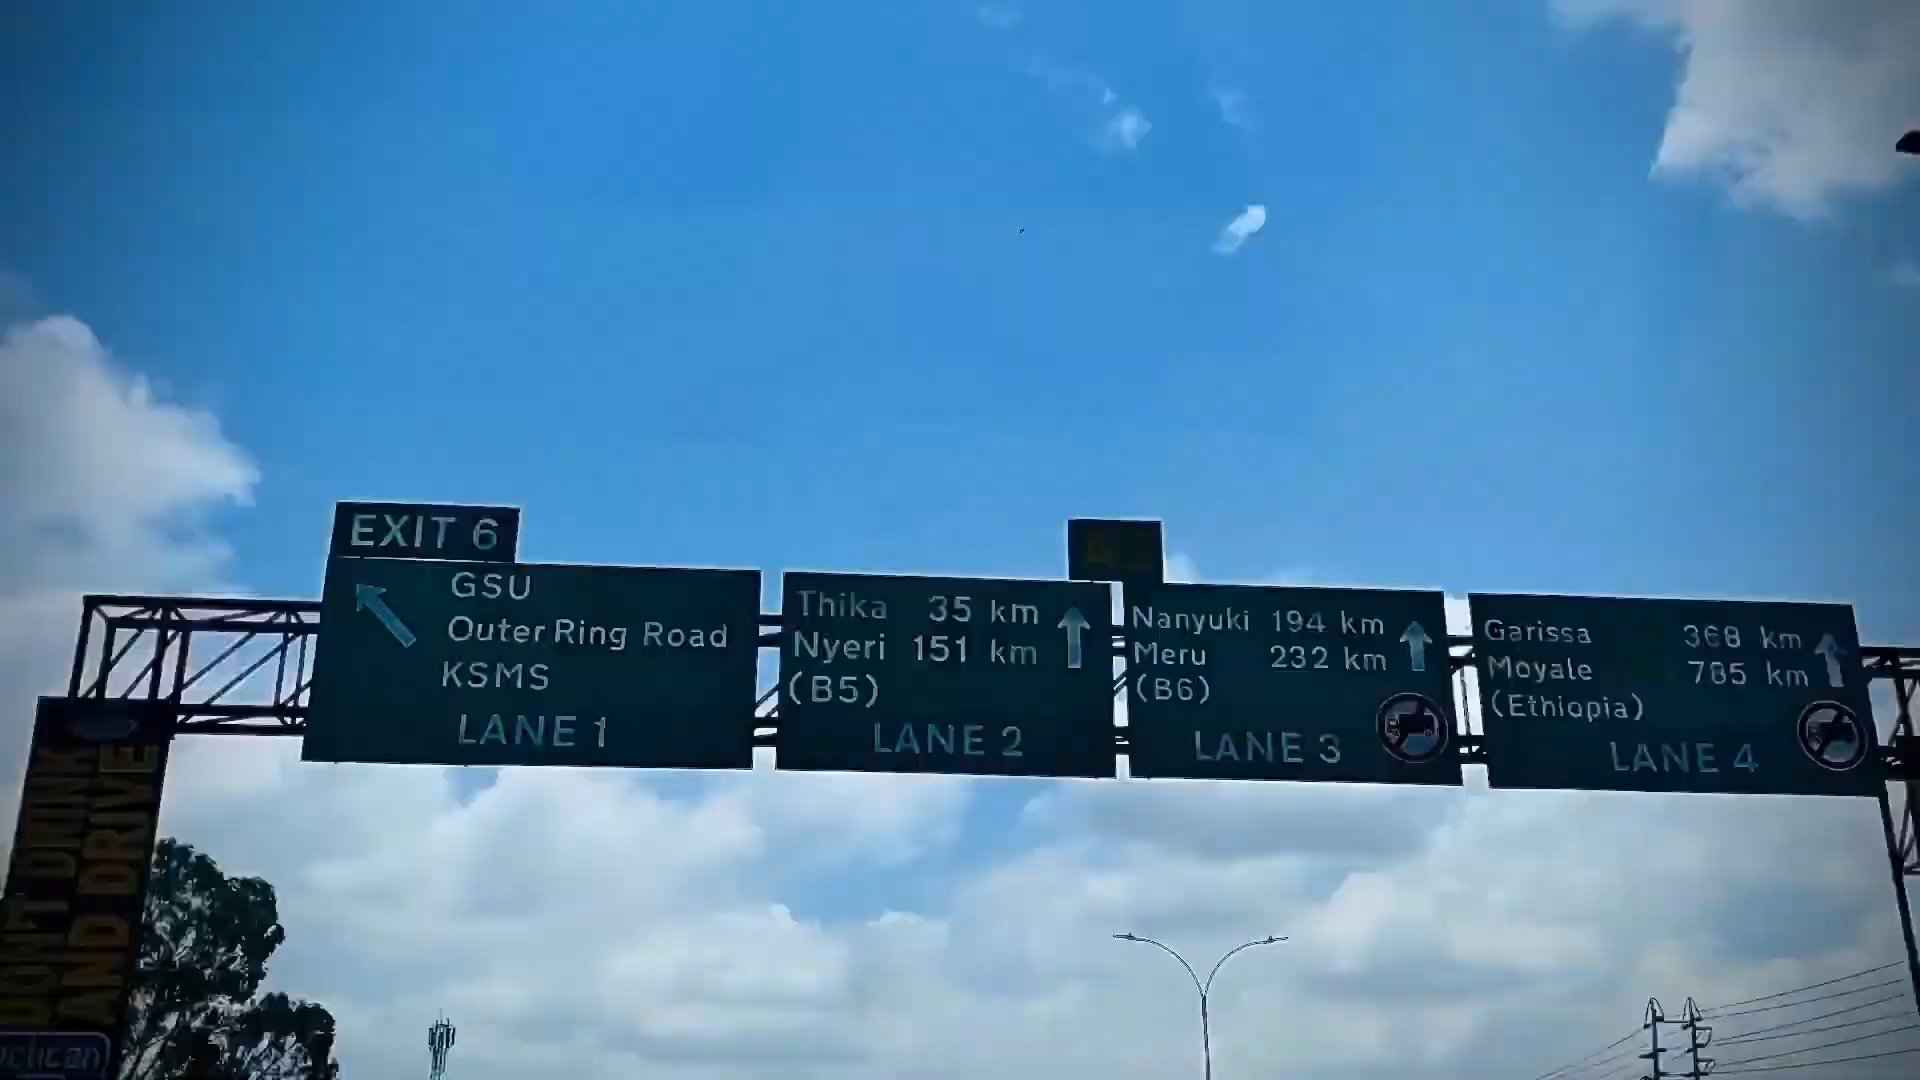 EXIT 6
GSU
Outer Ring Road
KSMS
LANE 1
Thika 35 km
Nyeri 151 km
(B5)
LANE 2
A2
Nanyuki 194 km
Meru 232 km
(B6)
LANE 3
Garissa 368 km
Moyale 785 km
(Ethiopia)
LANE 4
AND DRIVE